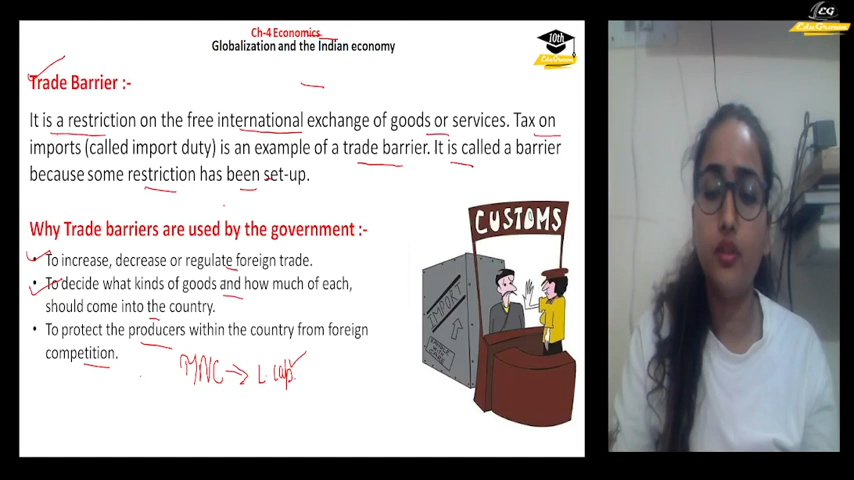 Ch-4 Economics
Globalization and the Indian economy
10th
EduGrown
CG
EduGrown
Trade Barrier :-
It is a restriction on the free international exchange of goods or services. Tax on
imports (called import duty) is an example of a trade barrier. It is called a barrier
because some restriction has been set-up.
Why Trade barriers are used by the government :-
• To increase, decrease or regulate foreign trade.
• To decide what kinds of goods and how much of each,
should come into the country.
• To protect the producers within the country from foreign
competition.
MNC → L. cap.
CUSTOMS
IMPORT